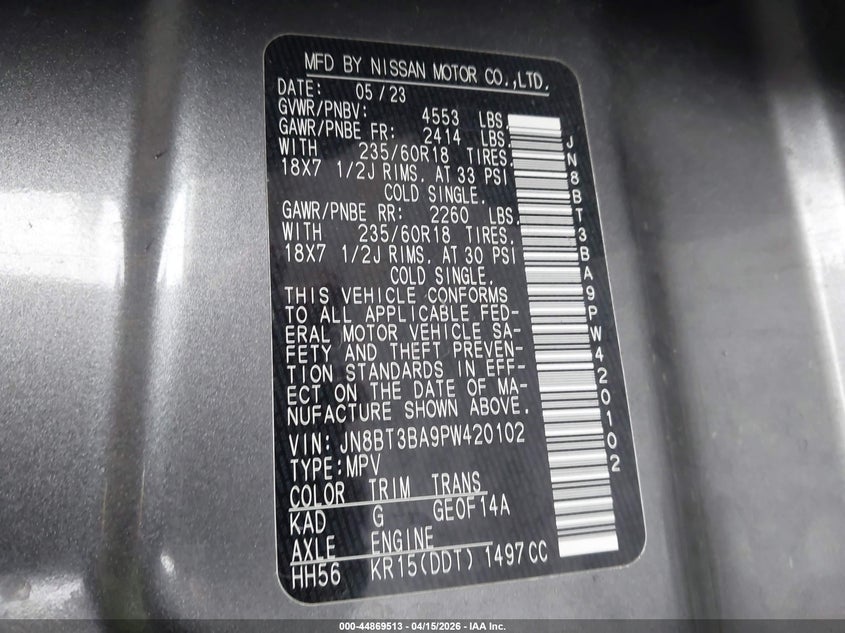 MFD BY NISSAN MOTOR CO.,LTD.
DATE: 05/23
GVWR/PNBV: 4553 LBS.
GAWR/PNBE FR: 2414 LBS.
WITH 235/60R18 TIRES.
18X7 1/2J RIMS. AT 33 PSI
COLD SINGLE.
GAWR/PNBE RR: 2260 LBS.
WITH 235/60R18 TIRES.
18X7 1/2J RIMS. AT 30 PSI
COLD SINGLE.
THIS VEHICLE CONFORMS
TO ALL APPLICABLE FED-
ERAL MOTOR VEHICLE SA-
FETY AND THEFT PREVEN-
TION STANDARDS IN EFF-
ECT ON THE DATE OF MA-
NUFACTURE SHOWN ABOVE.
VIN: JN8BT3BA9PW420102
TYPE:MPV
COLOR TRIM TRANS
KAD G GEOF14A
AXLE ENGINE
HH56 KR15(DDT) 1497CC
JN8BT3BA9PW420102
000-44869513 - 04/15/2026 - IAA Inc.